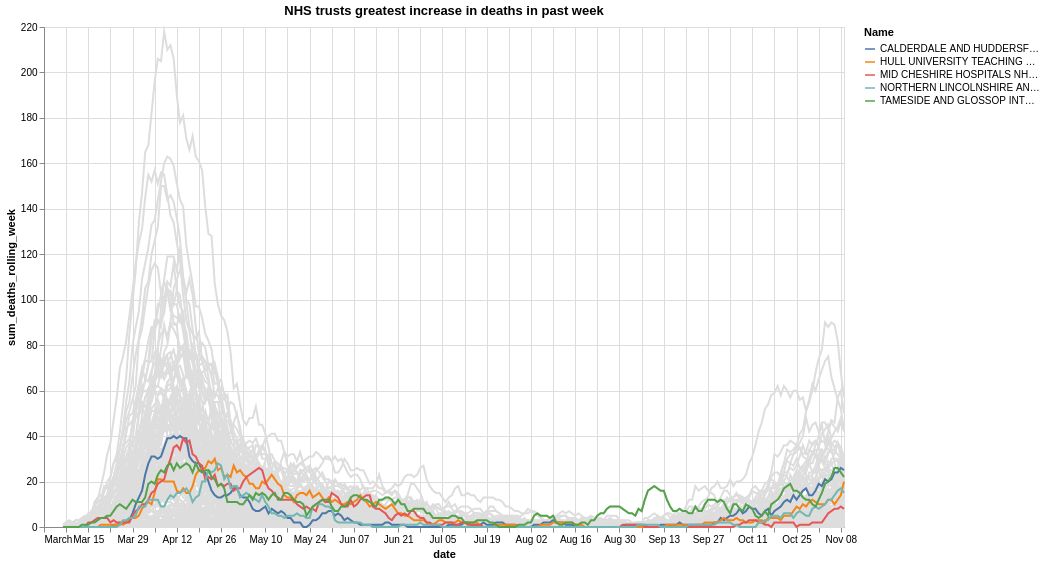 NHS trusts greatest increase in deaths in past week
220
200
180
160
140
120
100
80
60
40
20
0
sum_deaths_rolling_week
March Mar 15 Mar 29 Apr 12 Apr 26 May 10 May 24 Jun 07 Jun 21 Jul 05 Jul 19 Aug 02 Aug 16 Aug 30 Sep 13 Sep 27 Oct 11 Oct 25 Nov 08
date
Name
CALDERDALE AND HUDDERSF…
HULL UNIVERSITY TEACHING …
MID CHESHIRE HOSPITALS NH…
NORTHERN LINCOLNSHIRE AN…
TAMESIDE AND GLOSSOP INT…